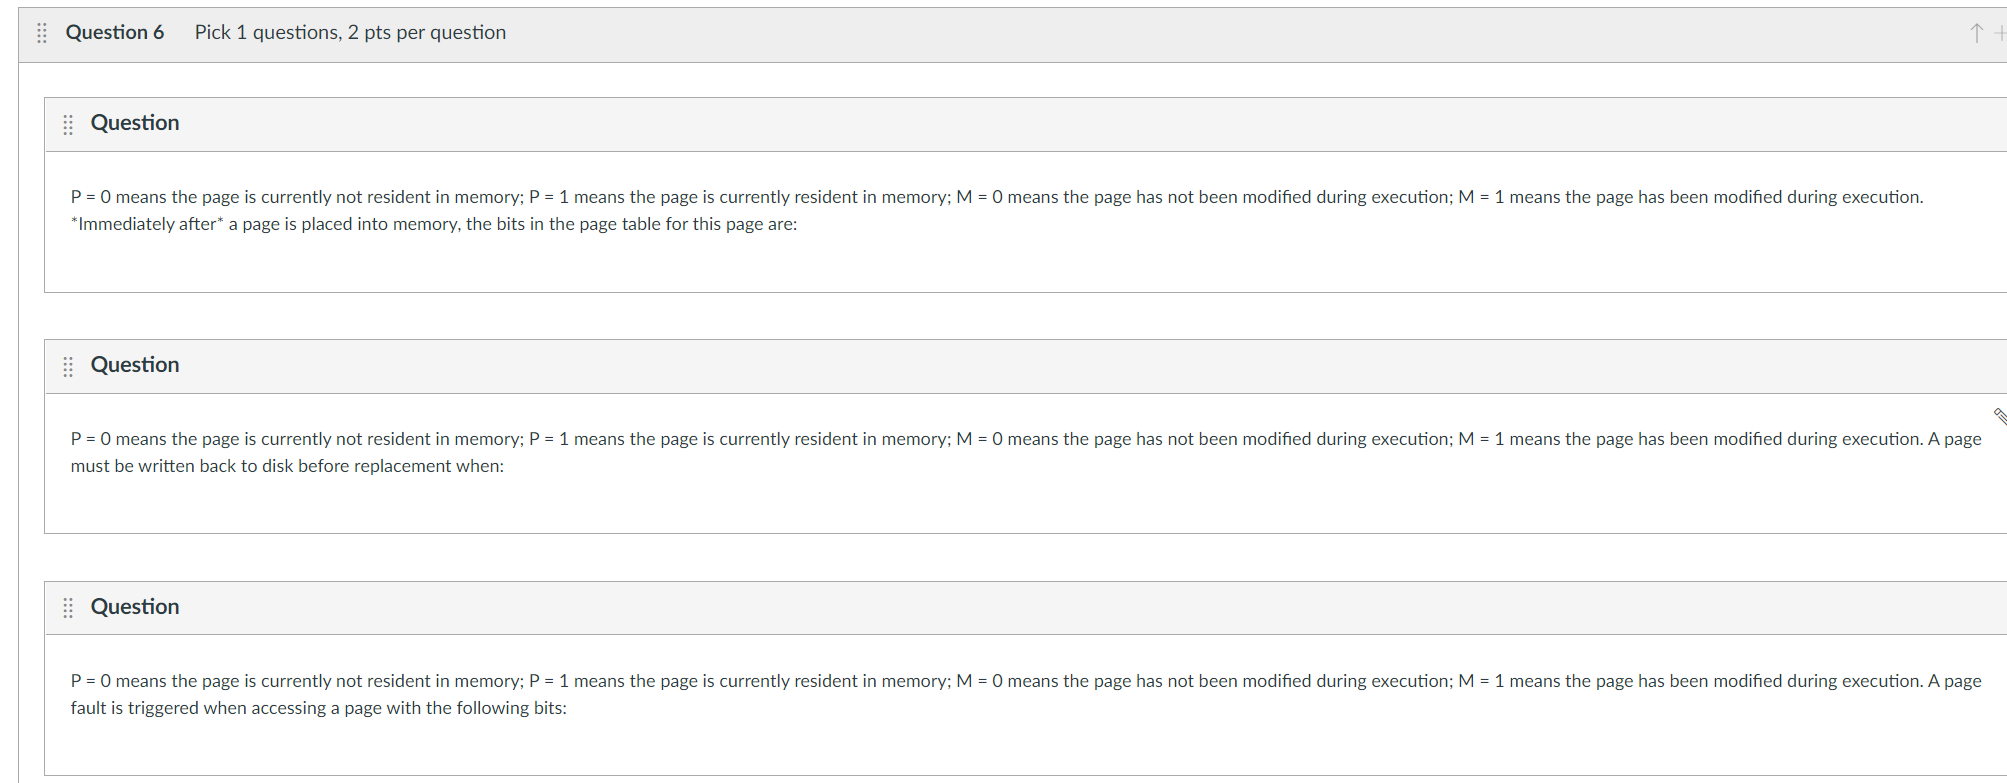 Question 6 Pick 1 questions, 2 pts per question
Question
P = 0 means the page is currently not resident in memory; P = 1 means the page is currently resident in memory; M = 0 means the page has not been modified during execution; M = 1 means the page has been modified during execution.
*Immediately after* a page is placed into memory, the bits in the page table for this page are:
Question
P = 0 means the page is currently not resident in memory; P = 1 means the page is currently resident in memory; M = 0 means the page has not been modified during execution; M = 1 means the page has been modified during execution. A page
must be written back to disk before replacement when:
Question
P = 0 means the page is currently not resident in memory; P = 1 means the page is currently resident in memory; M = 0 means the page has not been modified during execution; M = 1 means the page has been modified during execution. A page
fault is triggered when accessing a page with the following bits: